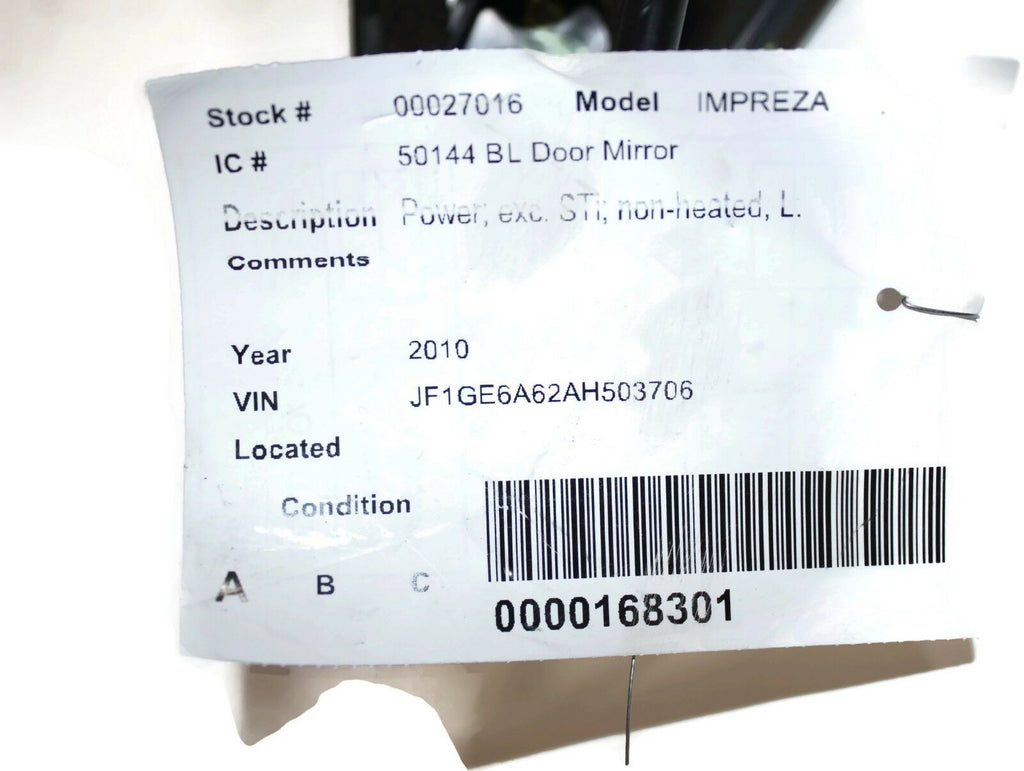 Stock # 00027016 Model IMPREZA
IC # 50144 BL Door Mirror
Description Power; exc. STi; non-heated, L.
Comments
Year 2010
VIN JF1GE6A62AH503706
Located
Condition
A B C
0000168301